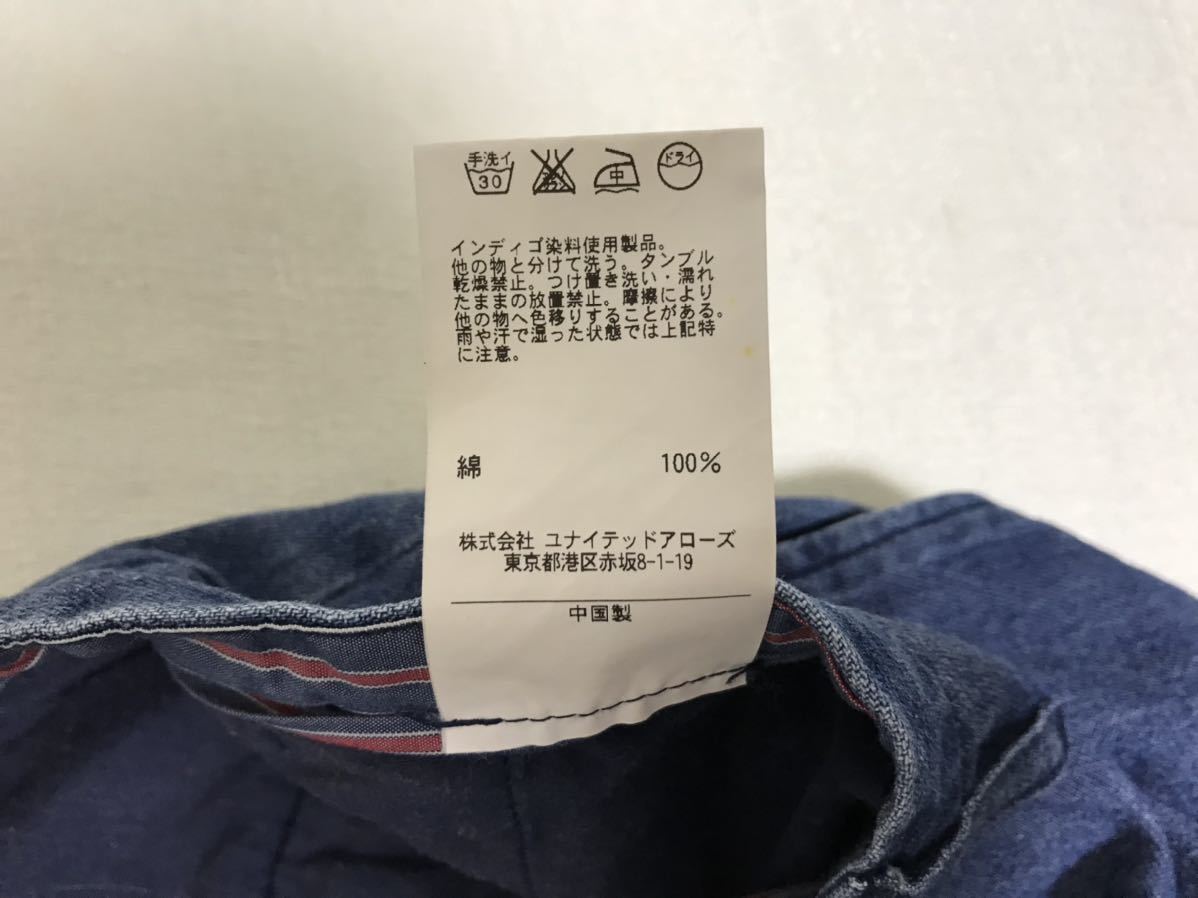 手洗イ
30
中
ドライ
インディゴ染料使用製品。
他の物と分けて洗う。タンブル
乾燥禁止。つけ置き洗い・濡れ
たままの放置禁止。摩擦により
他の物へ色移りすることがある。
雨や汗で湿った状態では上記特
に注意。
綿 100%
株式会社 ユナイテッドアローズ
東京都港区赤坂8-1-19
中国製